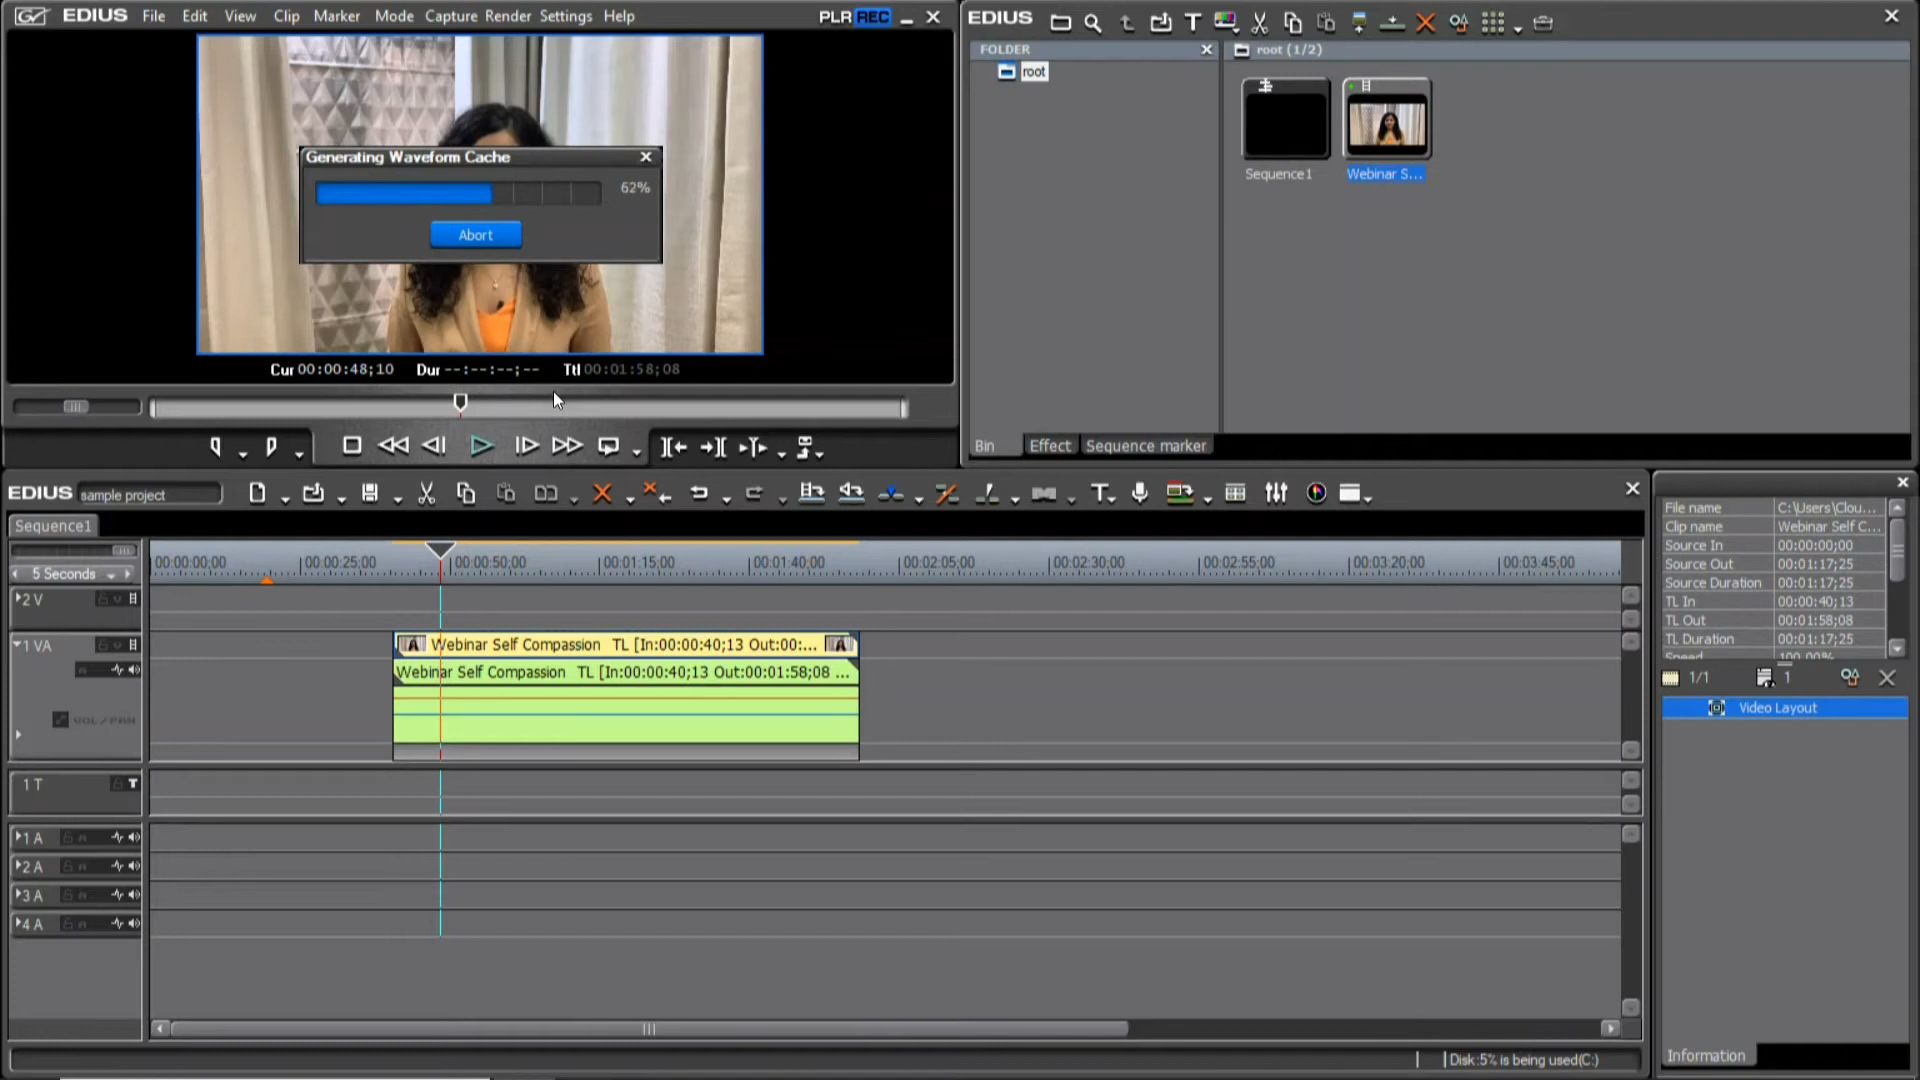 EDIUS File Edit View Clip Marker Mode Capture Render Settings Help PLR REC
Generating Waveform Cache
62%
Abort
Cur 00:00:48;10 Dur --:--:--;-- Ttl 00:01:58;08
EDIUS
FOLDER
root
root (1/2)
Sequence1
Webinar S...
Bin Effect Sequence marker
EDIUS sample project
Sequence1
00:00:00;00 00:00:25;00 00:00:50;00 00:01:15;00 00:01:40;00 00:02:05;00 00:02:30;00 00:02:55;00 00:03:20;00 00:03:45;00
5 Seconds
2 V
1 VA
Webinar Self Compassion TL [In:00:00:40;13 Out:00:...
Webinar Self Compassion TL [In:00:00:40;13 Out:00:01:58;08 ...
VOL/PAN
1 T T
1 A
2 A
3 A
4 A
File name C:\Users\Clou...
Clip name Webinar Self C...
Source In 00:00:00;00
Source Out 00:01:17;25
Source Duration 00:01:17;25
TL In 00:00:40;13
TL Out 00:01:58;08
TL Duration 00:01:17;25
Speed 100.00%
1/1 1
Video Layout
Information
Disk:5% is being used(C:)